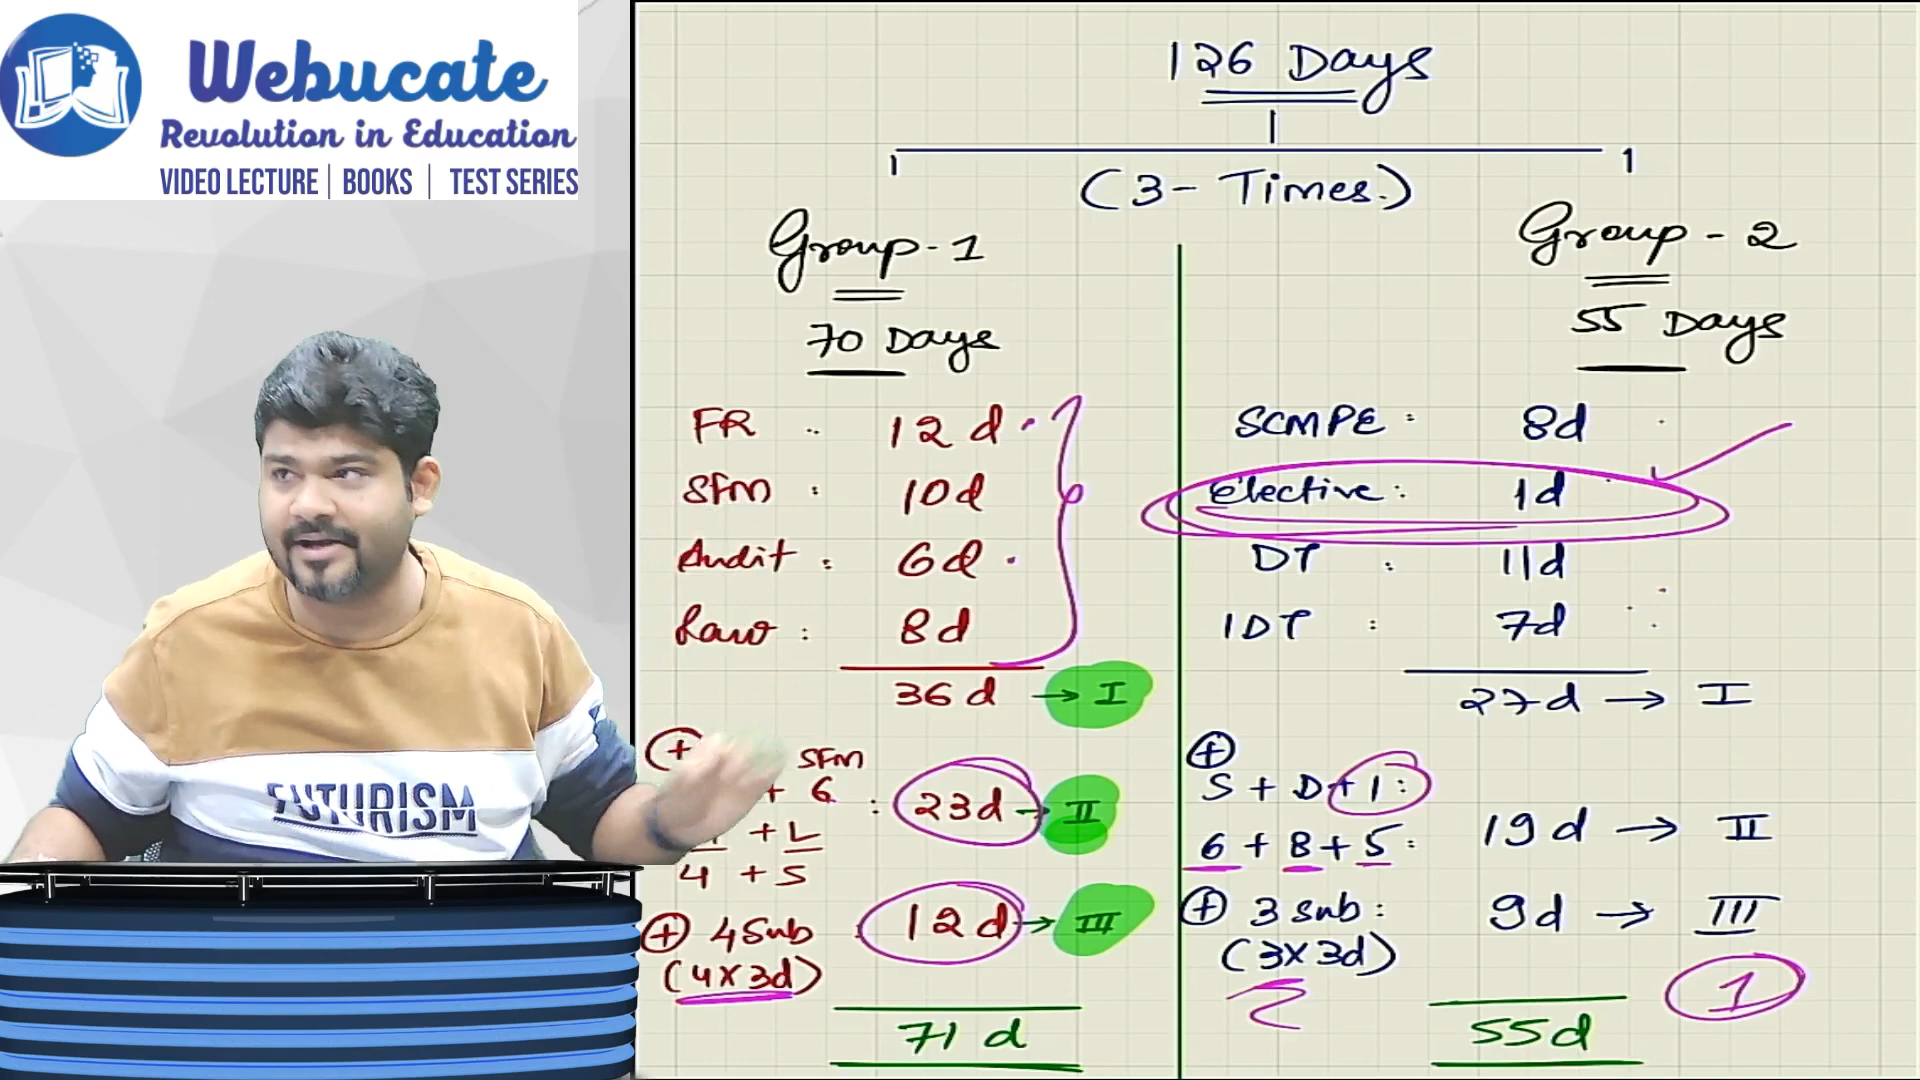 Webucate
Revolution in Education
VIDEO LECTURE | BOOKS | TEST SERIES
FUTURISM
126 Days
(3-Times.)
Group-1
70 Days
FR : 12d
SFM : 10d
Audit : 6d
Law : 8d
36d → I
+ SFM
+ 6 : 23d → II
+ L
4 + 5
+ 4 Sub : 12d → III
(4x3d)
71d
Group-2
55 Days
SCMPE : 8d
Elective : 1d
DT : 11d
IDT : 7d
27d → I
+
S + D + I :
6 + 8 + 5 : 19d → II
+ 3 sub : 9d → III
(3x3d)
1
55d